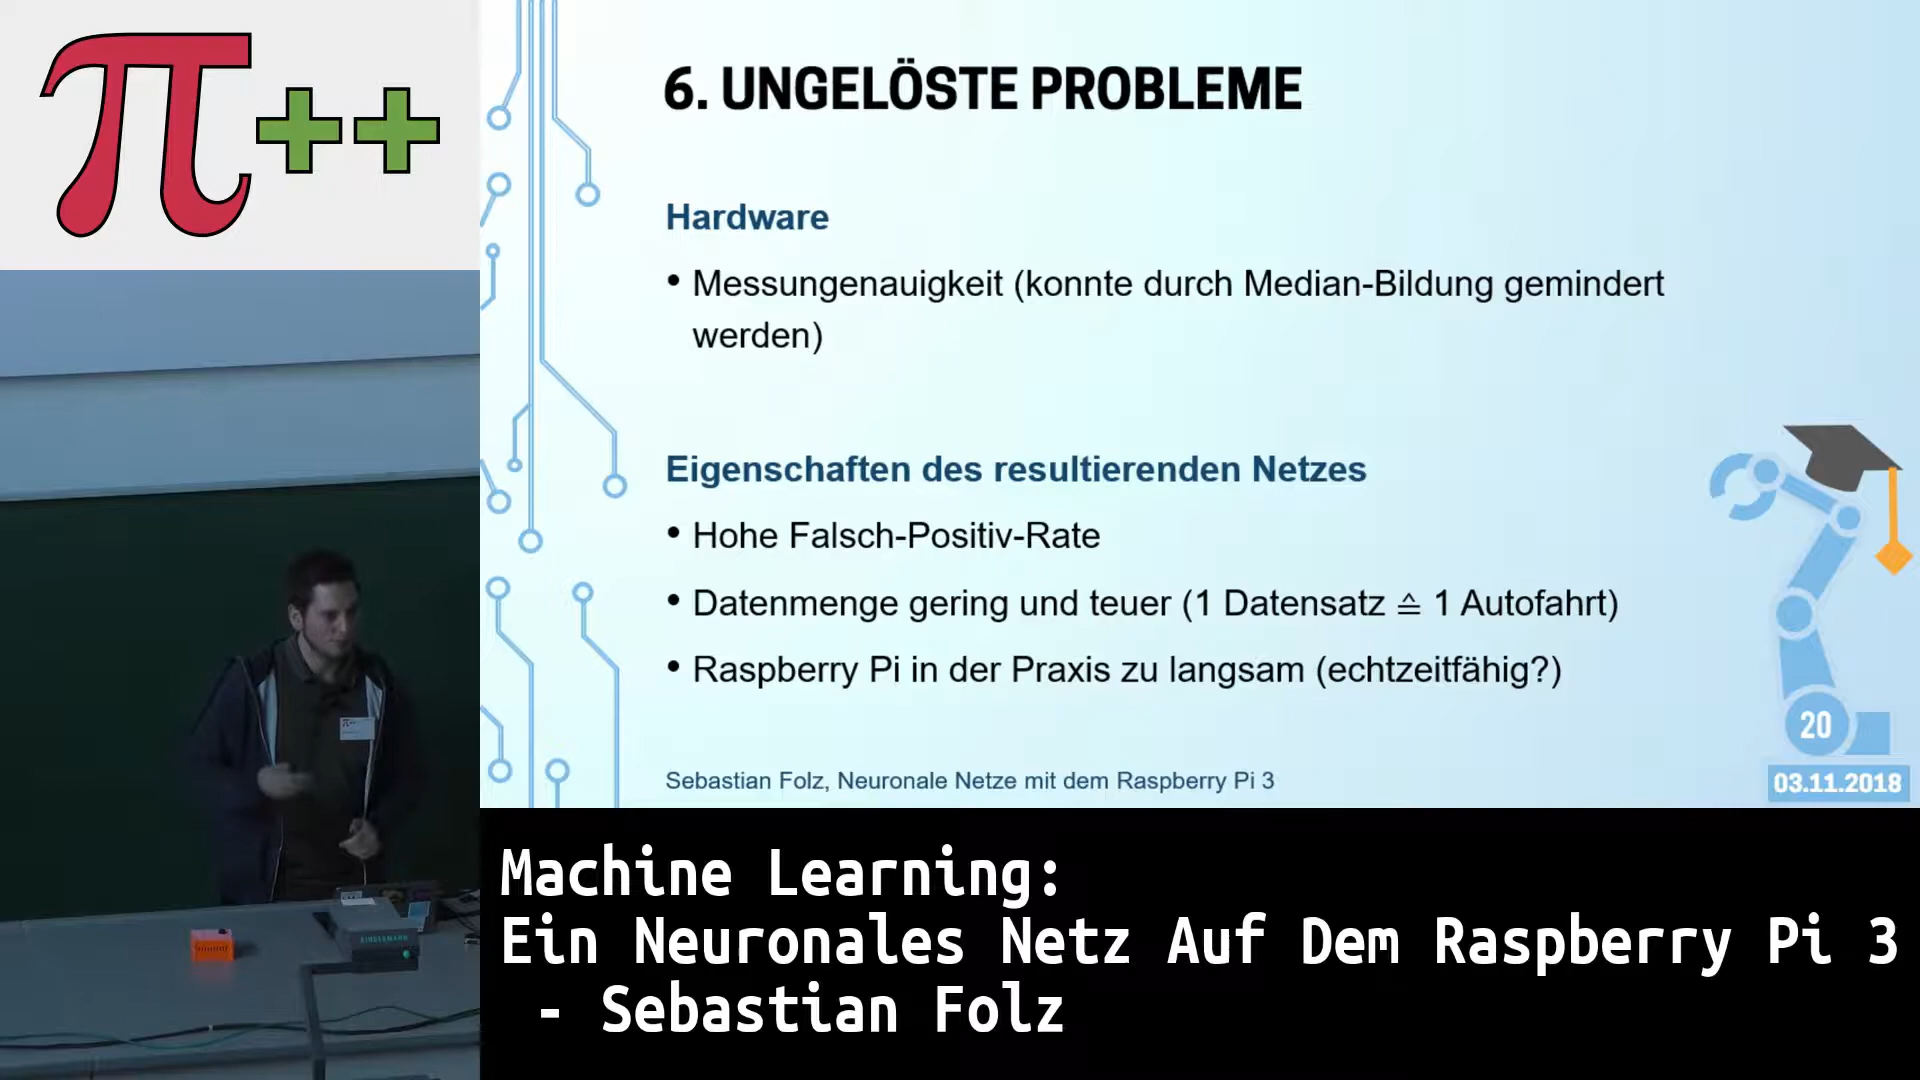 π++
6. UNGELÖSTE PROBLEME
Hardware
• Messungenauigkeit (konnte durch Median-Bildung gemindert
werden)
Eigenschaften des resultierenden Netzes
• Hohe Falsch-Positiv-Rate
• Datenmenge gering und teuer (1 Datensatz ≙ 1 Autofahrt)
• Raspberry Pi in der Praxis zu langsam (echtzeitfähig?)
20
Sebastian Folz, Neuronale Netze mit dem Raspberry Pi 3
03.11.2018
Machine Learning:
Ein Neuronales Netz Auf Dem Raspberry Pi 3
- Sebastian Folz